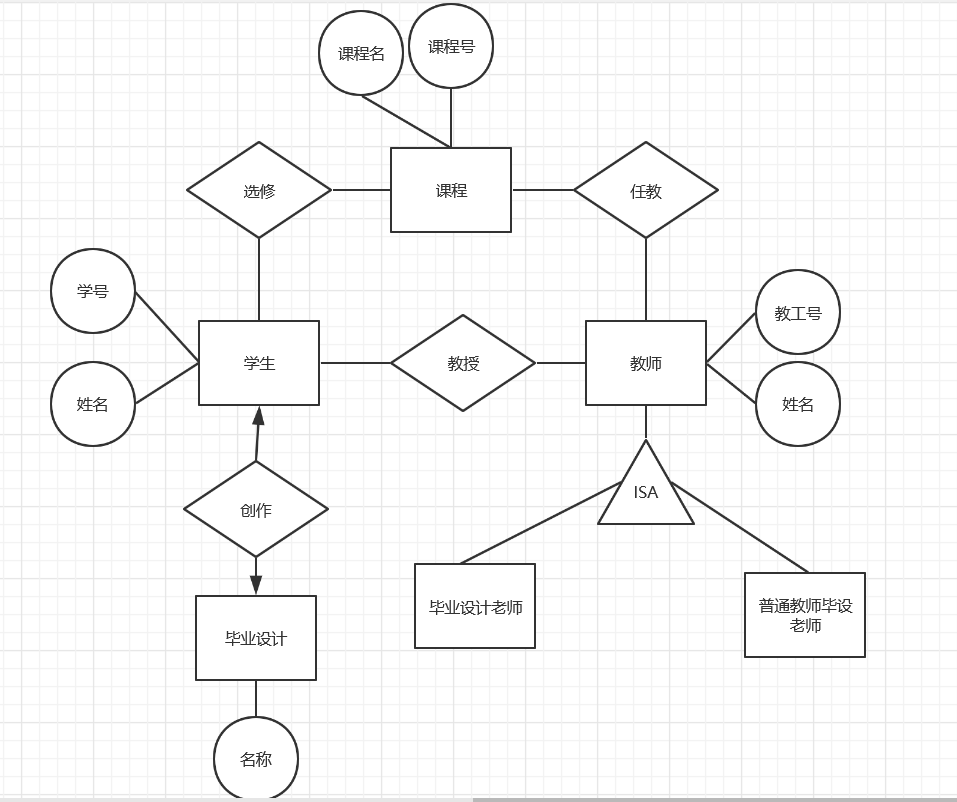 课程名
课程号
选修
课程
任教
学号
教工号
学生
教授
教师
姓名
姓名
ISA
创作
毕业设计老师
普通教师毕设
老师
毕业设计
名称